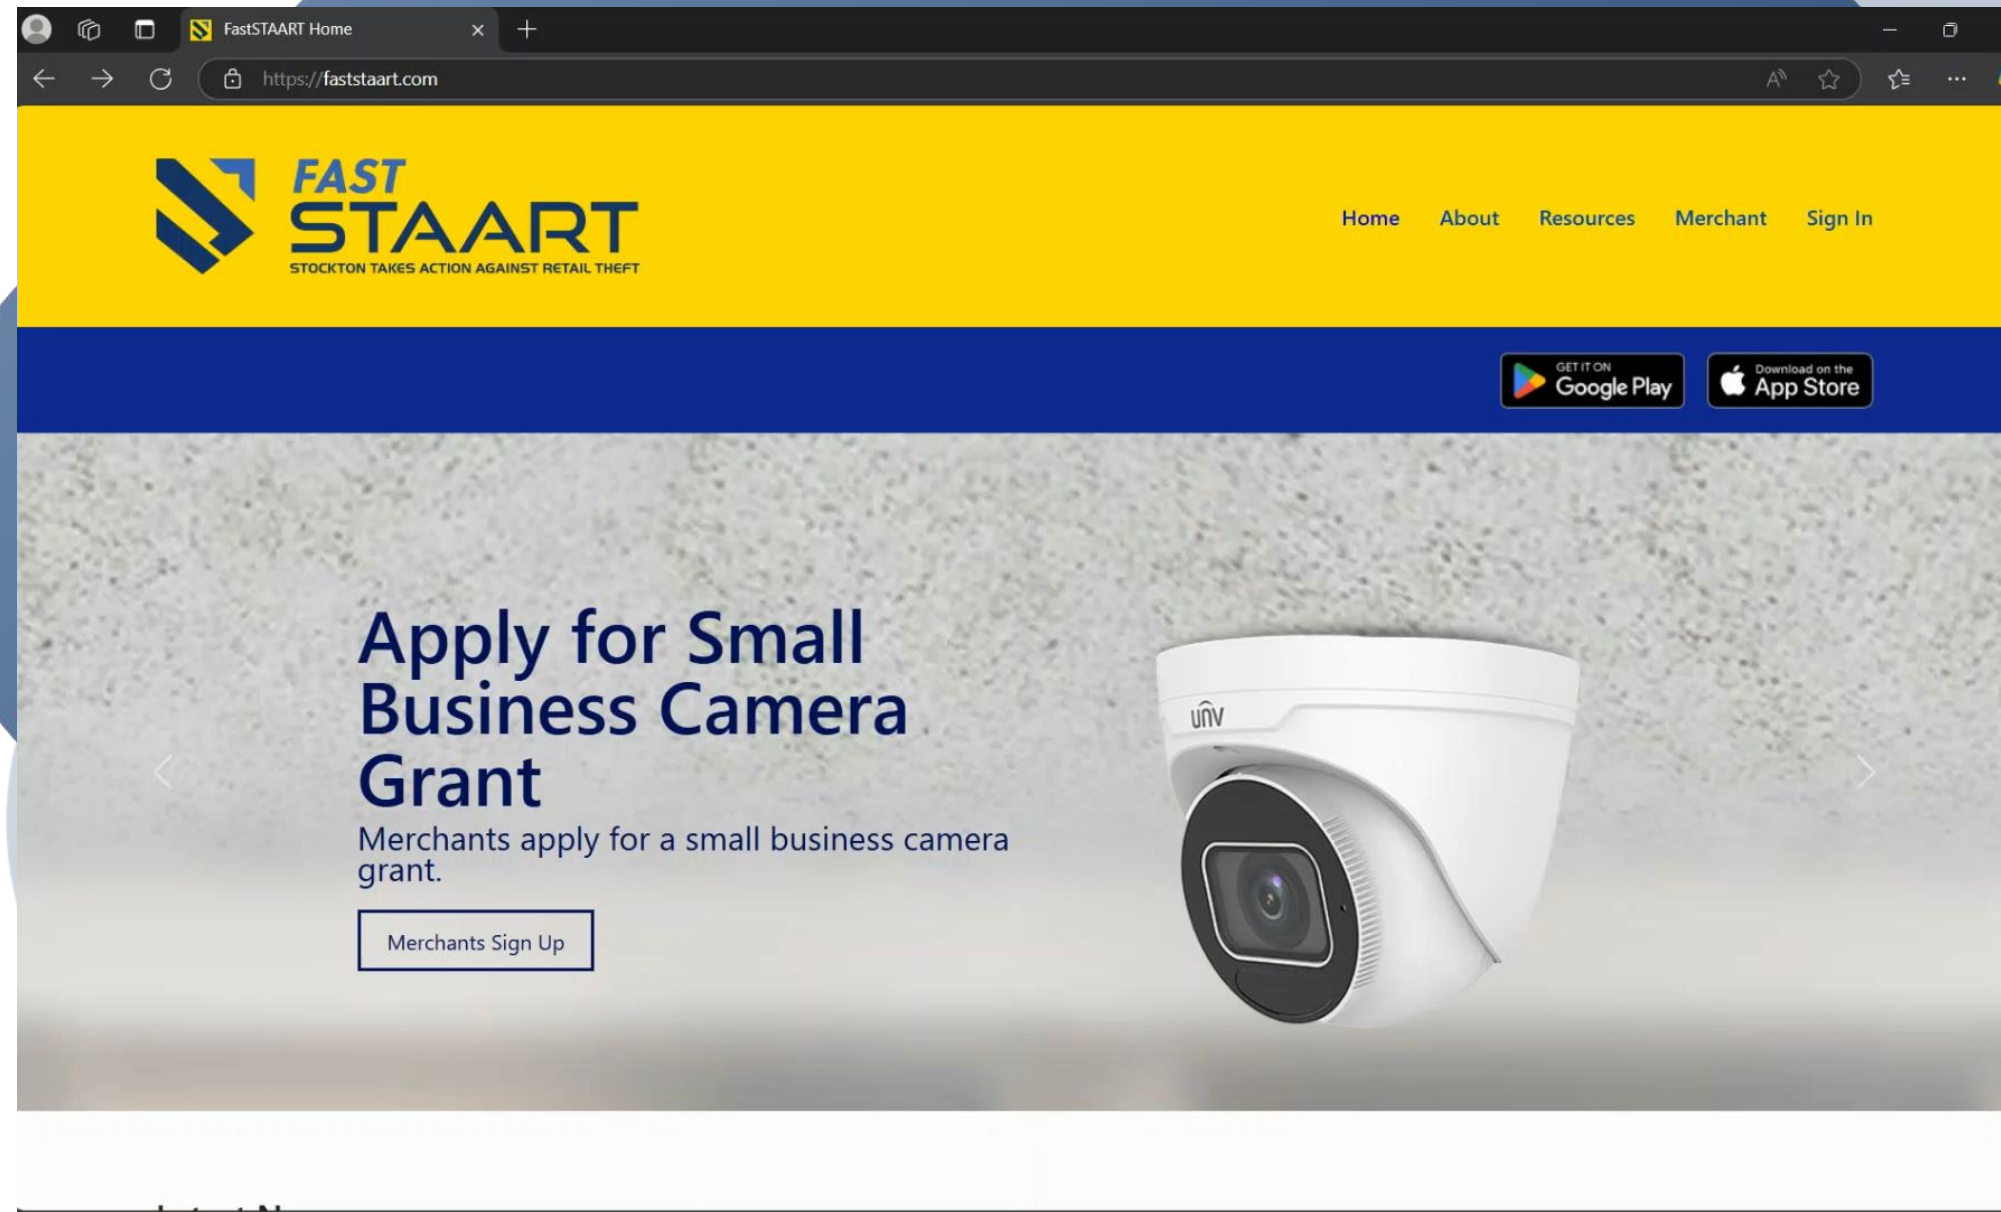 FastSTAART Home
https://faststaart.com
FAST
STAART
STOCKTON TAKES ACTION AGAINST RETAIL THEFT
Home About Resources Merchant Sign In
GET IT ON
Google Play
Download on the
App Store
Apply for Small
Business Camera
Grant
unv
Merchants apply for a small business camera
grant.
Merchants Sign Up